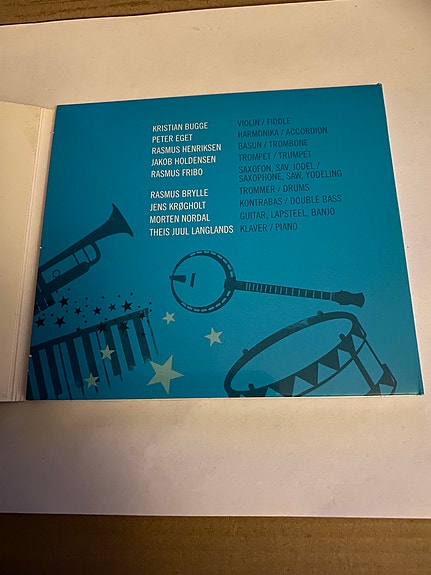 KRISTIAN BUGGE VIOLIN / FIDDLE
PETER EGET HARMONIKA / ACCORDION
RASMUS HENRIKSEN BASUN / TROMBONE
JAKOB HOLDENSEN TROMPET / TRUMPET
RASMUS FRIBO SAXOFON, SAV, JODEL /
SAXOPHONE, SAW, YODELING
RASMUS BRYLLE TROMMER / DRUMS
JENS KRØGHOLT KONTRABAS / DOUBLE BASS
MORTEN NORDAL GUITAR, LAPSTEEL, BANJO
THEIS JUUL LANGLANDS KLAVER / PIANO